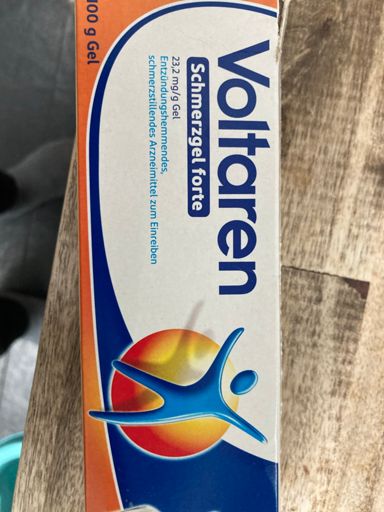 Voltaren
Schmerzgel forte
23,2 mg/g Gel
Entzündungshemmendes,
schmerzstillendes Arzneimittel zum Einreiben
100 g Gel